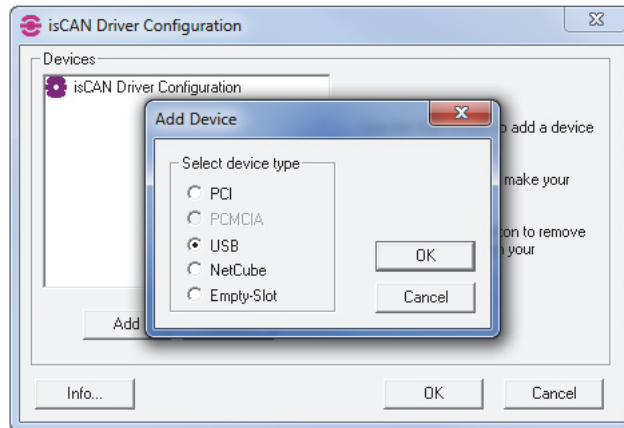 isCAN Driver Configuration
Devices
isCAN Driver Configuration
Add Device
to add a device
Select device type
PCI
make your
PCMCIA
to remove
USB
your
OK
NetCube
Empty-Slot
Cancel
Add
Info...
OK
Cancel